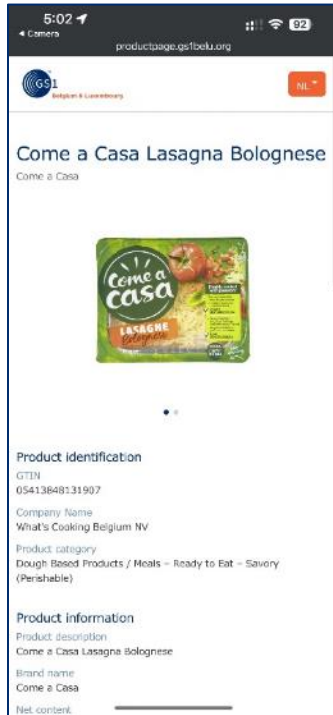 5:02
92
◀ Camera
productpage.gs1belu.org
GS1
Belgium & Luxembourg
NL
Come a Casa Lasagna Bolognese
Come a Casa
Come a
casa
LASAGNE
Bolognese
Product identification
GTIN
05413848131907
Company Name
What's Cooking Belgium NV
Product category
Dough Based Products / Meals – Ready to Eat – Savory
(Perishable)
Product information
Product description
Come a Casa Lasagna Bolognese
Brand name
Come a Casa
Net content